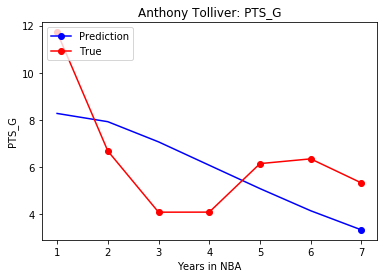 Anthony Tolliver: PTS_G
12
10
8
6
4
PTS_G
Prediction
True
1 2 3 4 5 6 7
Years in NBA